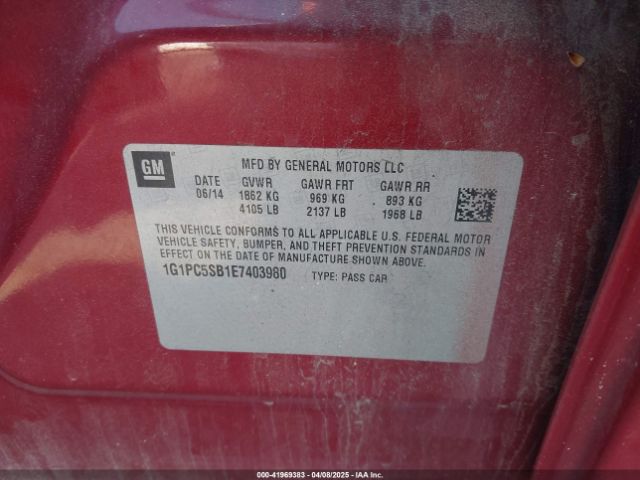 GM
MFD BY GENERAL MOTORS LLC
DATE GVWR GAWR FRT GAWR RR
06/14 1862 KG 969 KG 893 KG
4105 LB 2137 LB 1968 LB
THIS VEHICLE CONFORMS TO ALL APPLICABLE U.S. FEDERAL MOTOR
VEHICLE SAFETY, BUMPER, AND THEFT PREVENTION STANDARDS IN
EFFECT ON THE DATE OF MANUFACTURE SHOWN ABOVE.
1G1PC5SB1E7403980 TYPE: PASS CAR
000-41969383 | 04/08/2025 | IAAI.COM